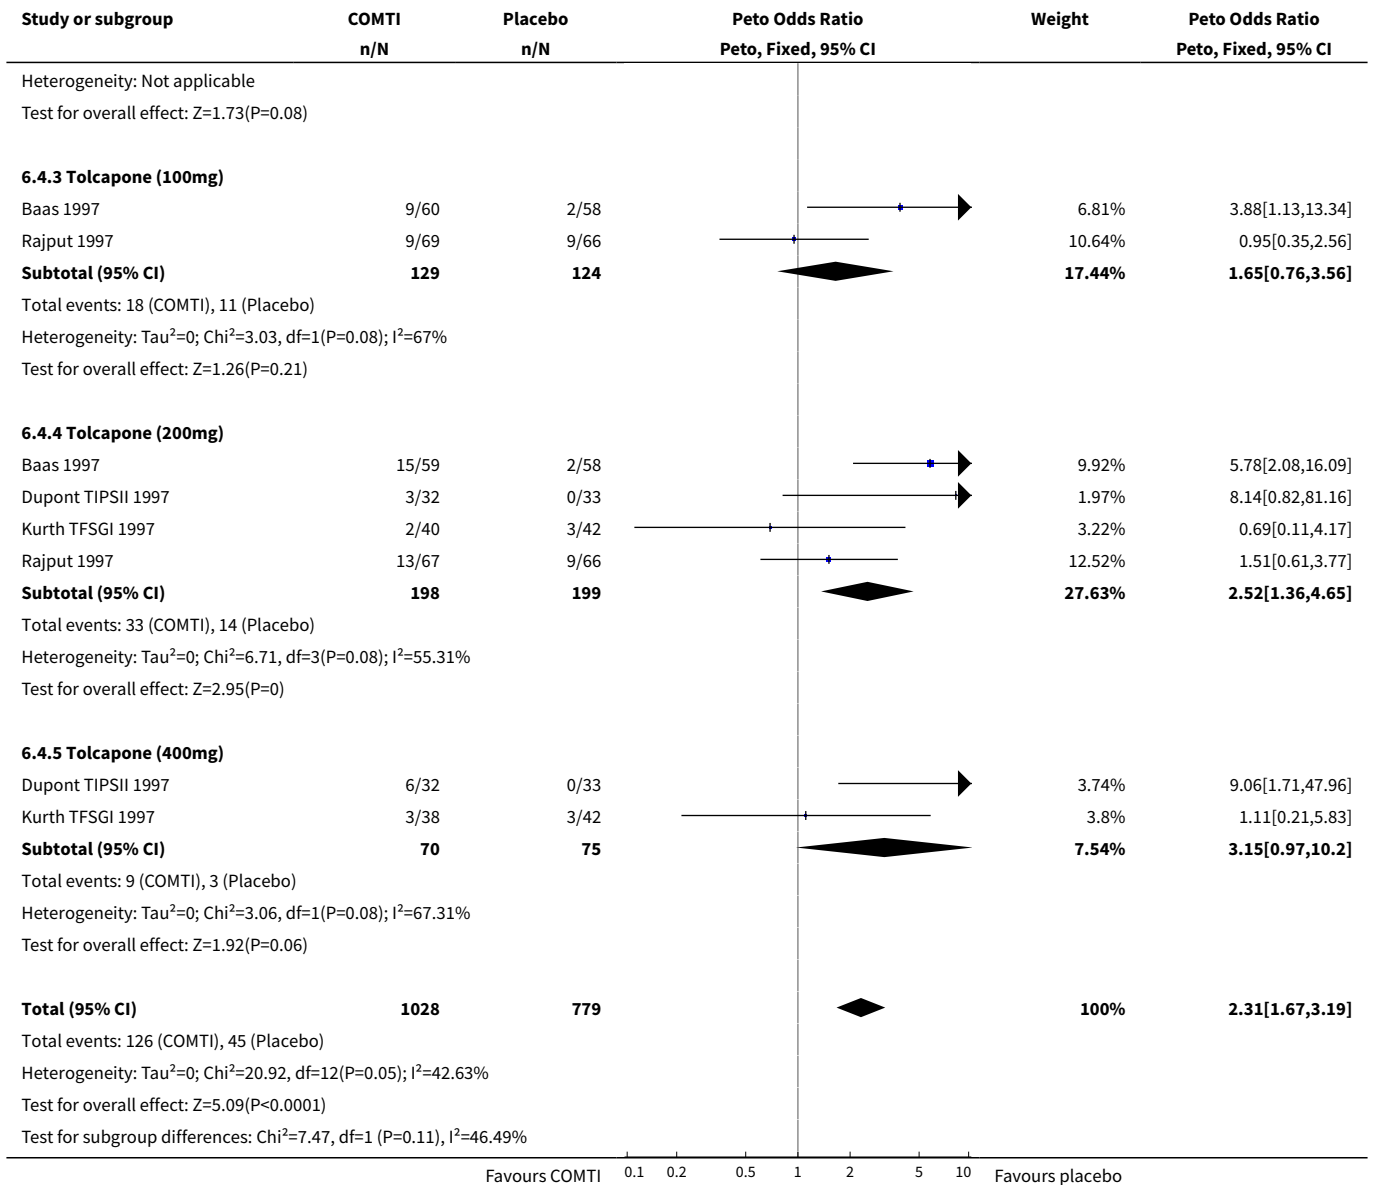 Study or subgroup COMTI Placebo Peto Odds Ratio Weight Peto Odds Ratio
n/N n/N Peto, Fixed, 95% CI Peto, Fixed, 95% CI
Heterogeneity: Not applicable
Test for overall effect: Z=1.73(P=0.08)
6.4.3 Tolcapone (100mg)
Baas 1997 9/60 2/58 6.81% 3.88[1.13,13.34]
Rajput 1997 9/69 9/66 10.64% 0.95[0.35,2.56]
Subtotal (95% CI) 129 124 17.44% 1.65[0.76,3.56]
Total events: 18 (COMTI), 11 (Placebo)
Heterogeneity: Tau²=0; Chi²=3.03, df=1(P=0.08); I²=67%
Test for overall effect: Z=1.26(P=0.21)
6.4.4 Tolcapone (200mg)
Baas 1997 15/59 2/58 9.92% 5.78[2.08,16.09]
Dupont TIPSII 1997 3/32 0/33 1.97% 8.14[0.82,81.16]
Kurth TFSGI 1997 2/40 3/42 3.22% 0.69[0.11,4.17]
Rajput 1997 13/67 9/66 12.52% 1.51[0.61,3.77]
Subtotal (95% CI) 198 199 27.63% 2.52[1.36,4.65]
Total events: 33 (COMTI), 14 (Placebo)
Heterogeneity: Tau²=0; Chi²=6.71, df=3(P=0.08); I²=55.31%
Test for overall effect: Z=2.95(P=0)
6.4.5 Tolcapone (400mg)
Dupont TIPSII 1997 6/32 0/33 3.74% 9.06[1.71,47.96]
Kurth TFSGI 1997 3/38 3/42 3.8% 1.11[0.21,5.83]
Subtotal (95% CI) 70 75 7.54% 3.15[0.97,10.2]
Total events: 9 (COMTI), 3 (Placebo)
Heterogeneity: Tau²=0; Chi²=3.06, df=1(P=0.08); I²=67.31%
Test for overall effect: Z=1.92(P=0.06)
Total (95% CI) 1028 779 100% 2.31[1.67,3.19]
Total events: 126 (COMTI), 45 (Placebo)
Heterogeneity: Tau²=0; Chi²=20.92, df=12(P=0.05); I²=42.63%
Test for overall effect: Z=5.09(P<0.0001)
Test for subgroup differences: Chi²=7.47, df=1 (P=0.11), I²=46.49%
Favours COMTI 0.1 0.2 0.5 1 2 5 10 Favours placebo